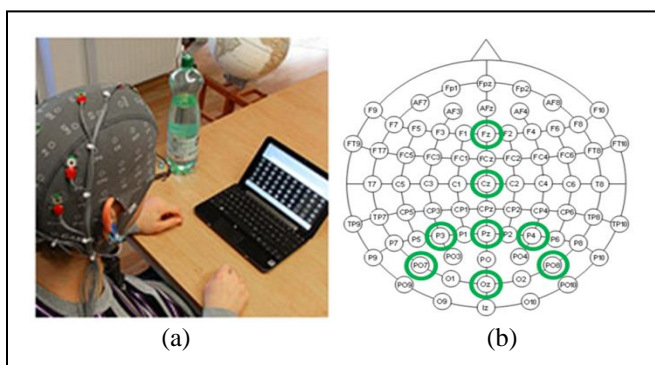 Fpz
Fp1 Fp2
AF7 AF3 AFz AF4 AF8
F9 F7 F5 F3 F1 Fz F2 F4 F6 F8 F10
FT9 FT7 FC5 FC3 FC1 FCz FC2 FC4 FC6 FT8 FT10
T7 C5 C3 C1 Cz C2 C4 C6 T8
TP9 TP7 CP5 CP3 CP1 CPz CP2 CP4 CP6 TP8 TP10
P9 P7 P5 P3 P1 Pz P2 P4 P6 P8 P10
PO9 PO7 PO3 PO PO4 PO8 PO10
O1 Oz O2
O9 Iz O10
(a) (b)